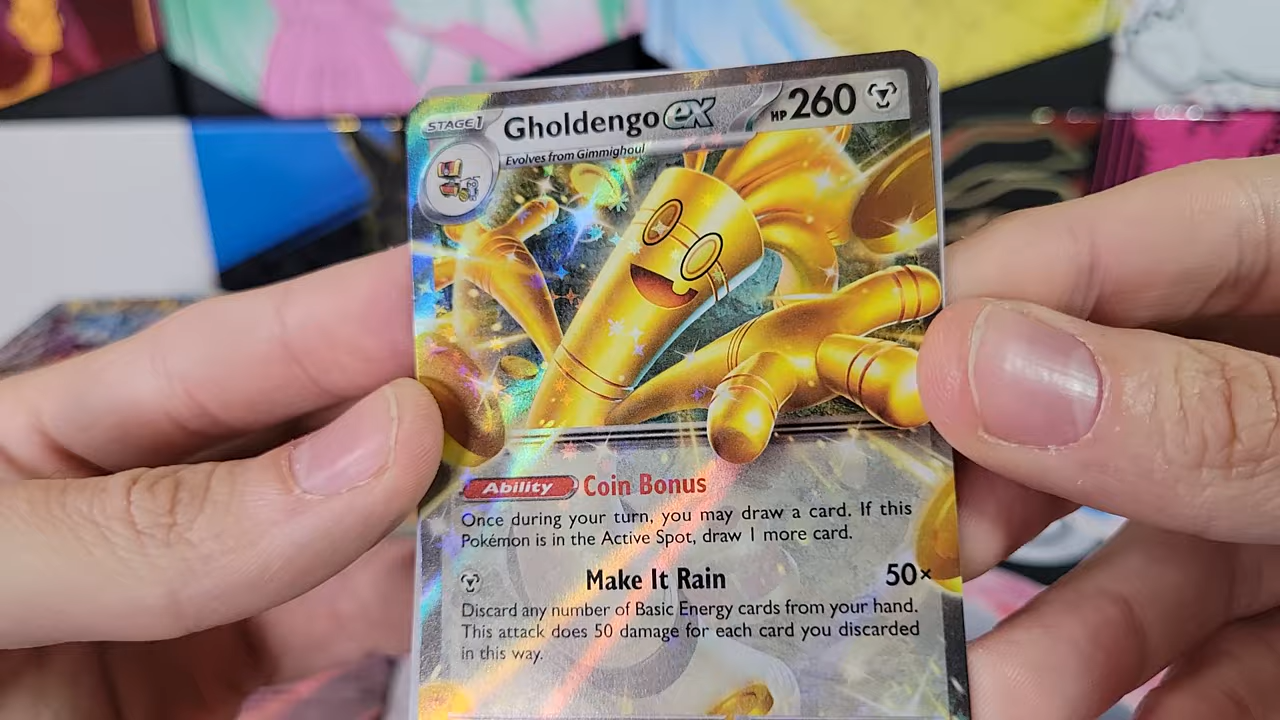 STAGE 1 Gholdengo ex HP 260
Evolves from Gimmighoul
Ability Coin Bonus
Once during your turn, you may draw a card. If this
Pokémon is in the Active Spot, draw 1 more card.
Make It Rain 50×
Discard any number of Basic Energy cards from your hand.
This attack does 50 damage for each card you discarded
in this way.